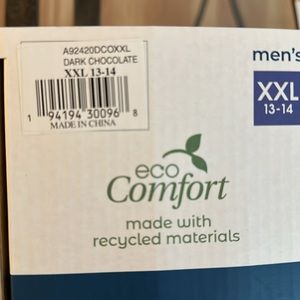 A92420DCOXXL
DARK CHOCOLATE
XXL 13-14
1 94194 30096 8
MADE IN CHINA
men's
XXL
13-14
eco
Comfort
made with
recycled materials